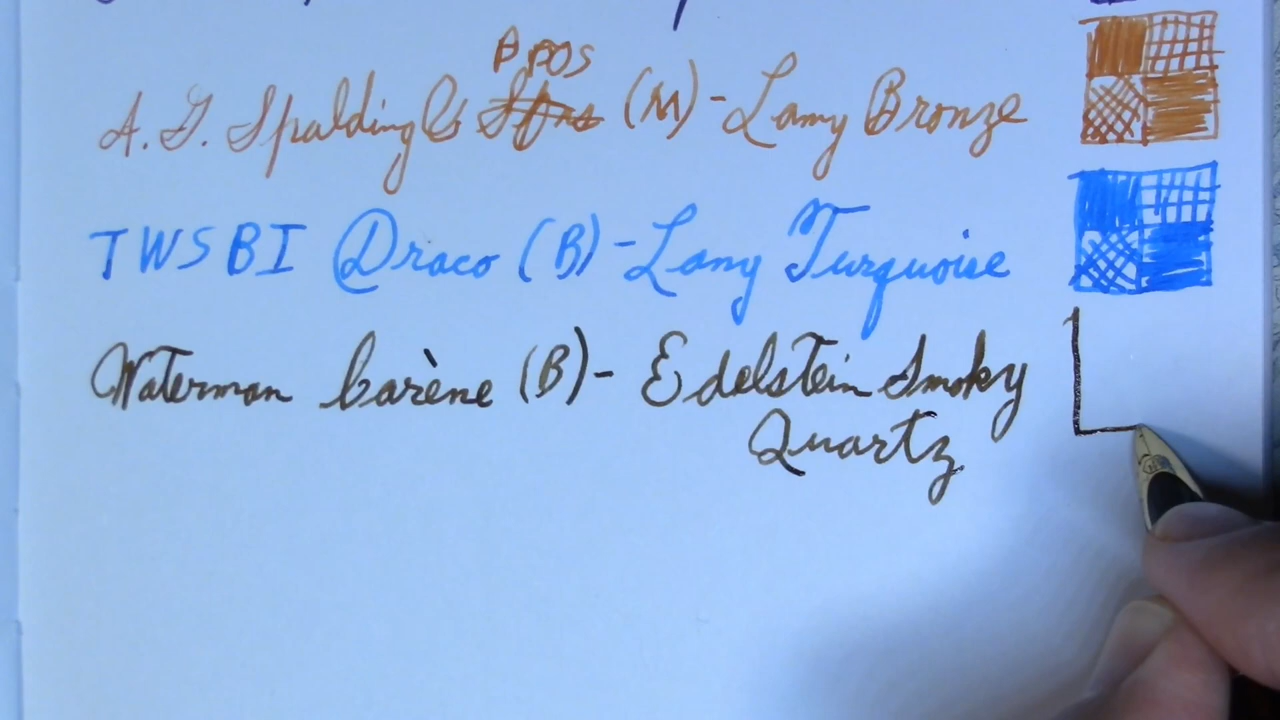 BROS
A. G. Spalding & (M) - Lamy Bronze
TWSBI Draco (B) - Lamy Turquoise
Waterman Carène (B) - Edelstein Smoky
Quartz